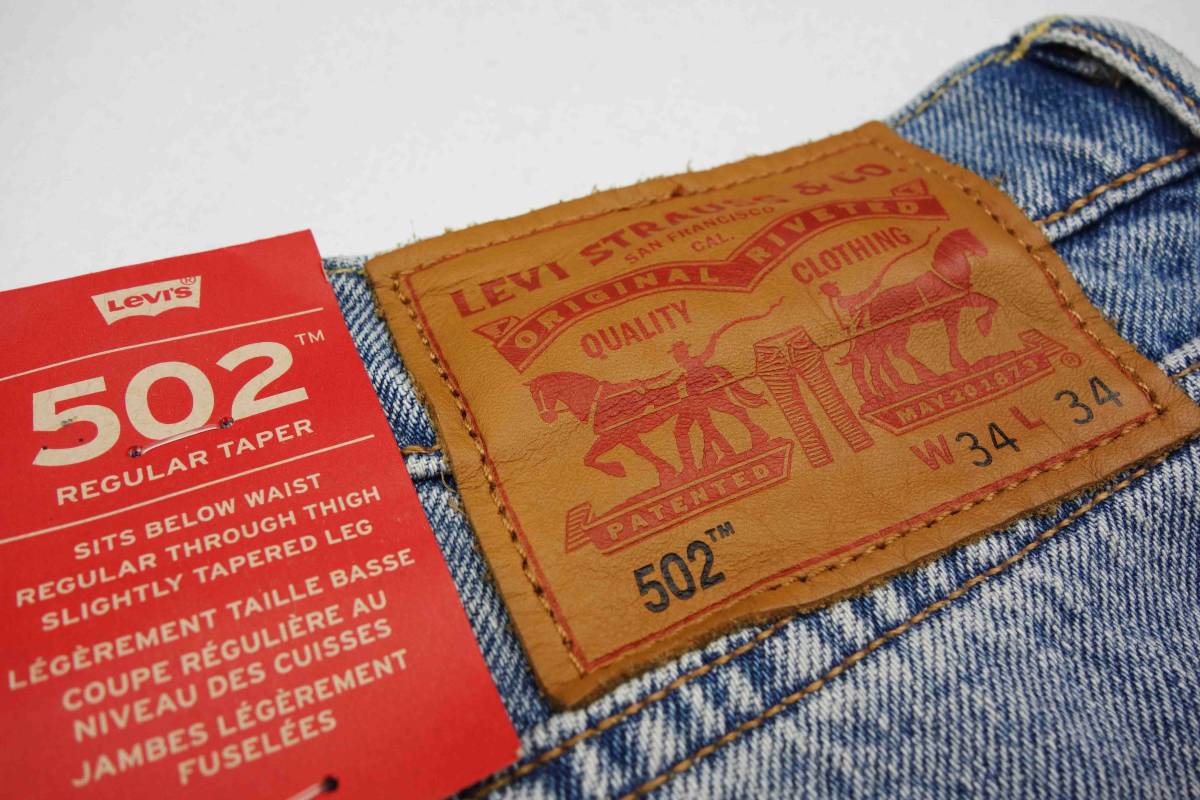 Levi's®
502™
REGULAR TAPER
SITS BELOW WAIST
REGULAR THROUGH THIGH
SLIGHTLY TAPERED LEG
LÉGÈREMENT TAILLE BASSE
COUPE RÉGULIÈRE AU
NIVEAU DES CUISSES
JAMBES LÉGÈREMENT
FUSELÉES
LEVI STRAUSS & CO.
SAN FRANCISCO
CAL.
ORIGINAL RIVETED
QUALITY CLOTHING
PATENTED MAY 20 1873 ®
W 34 L 34
502™